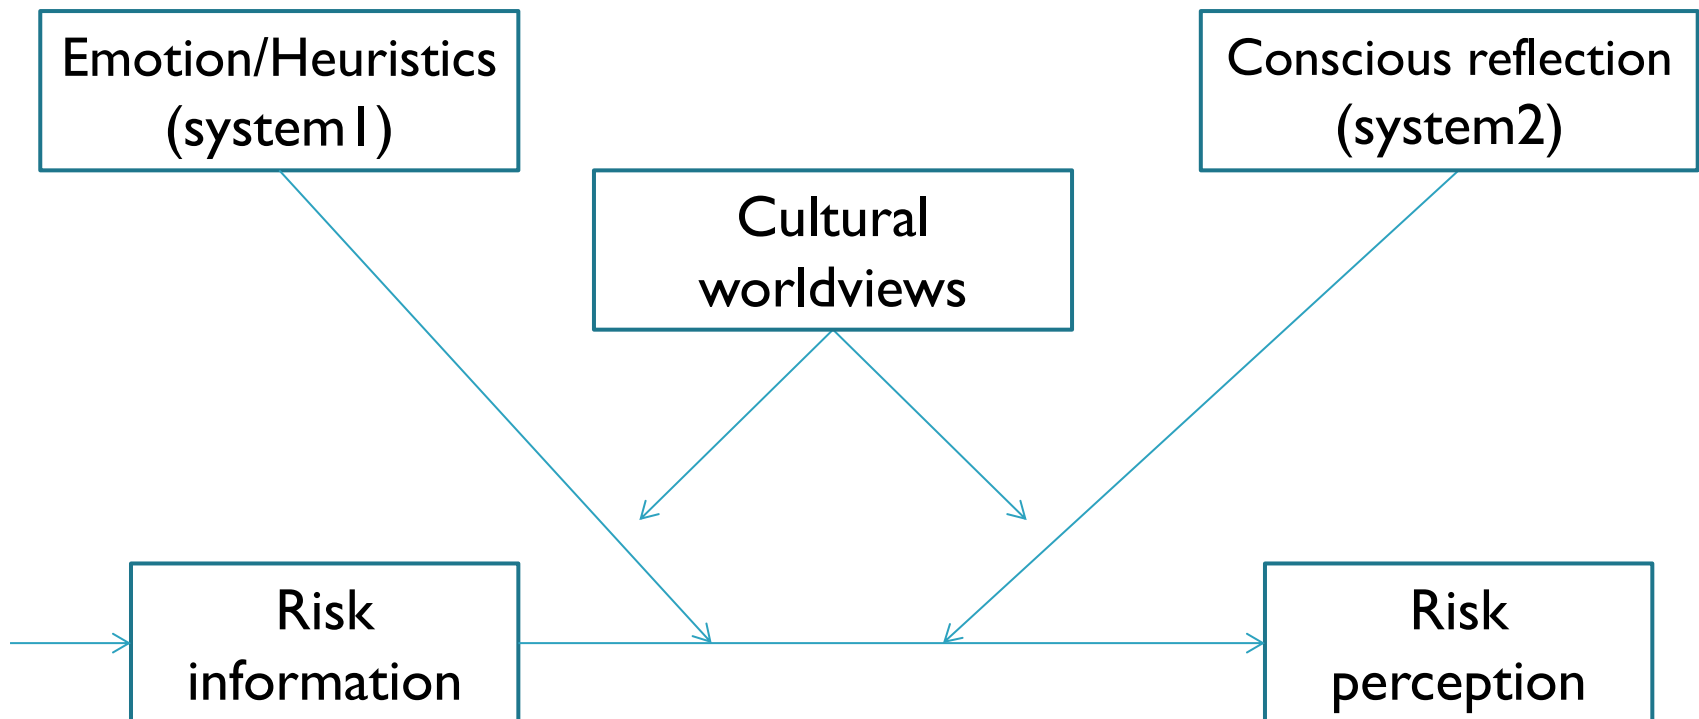 Emotion/Heuristics
(system1)
Conscious reflection
(system2)
Cultural
worldviews
Risk
information
Risk
perception